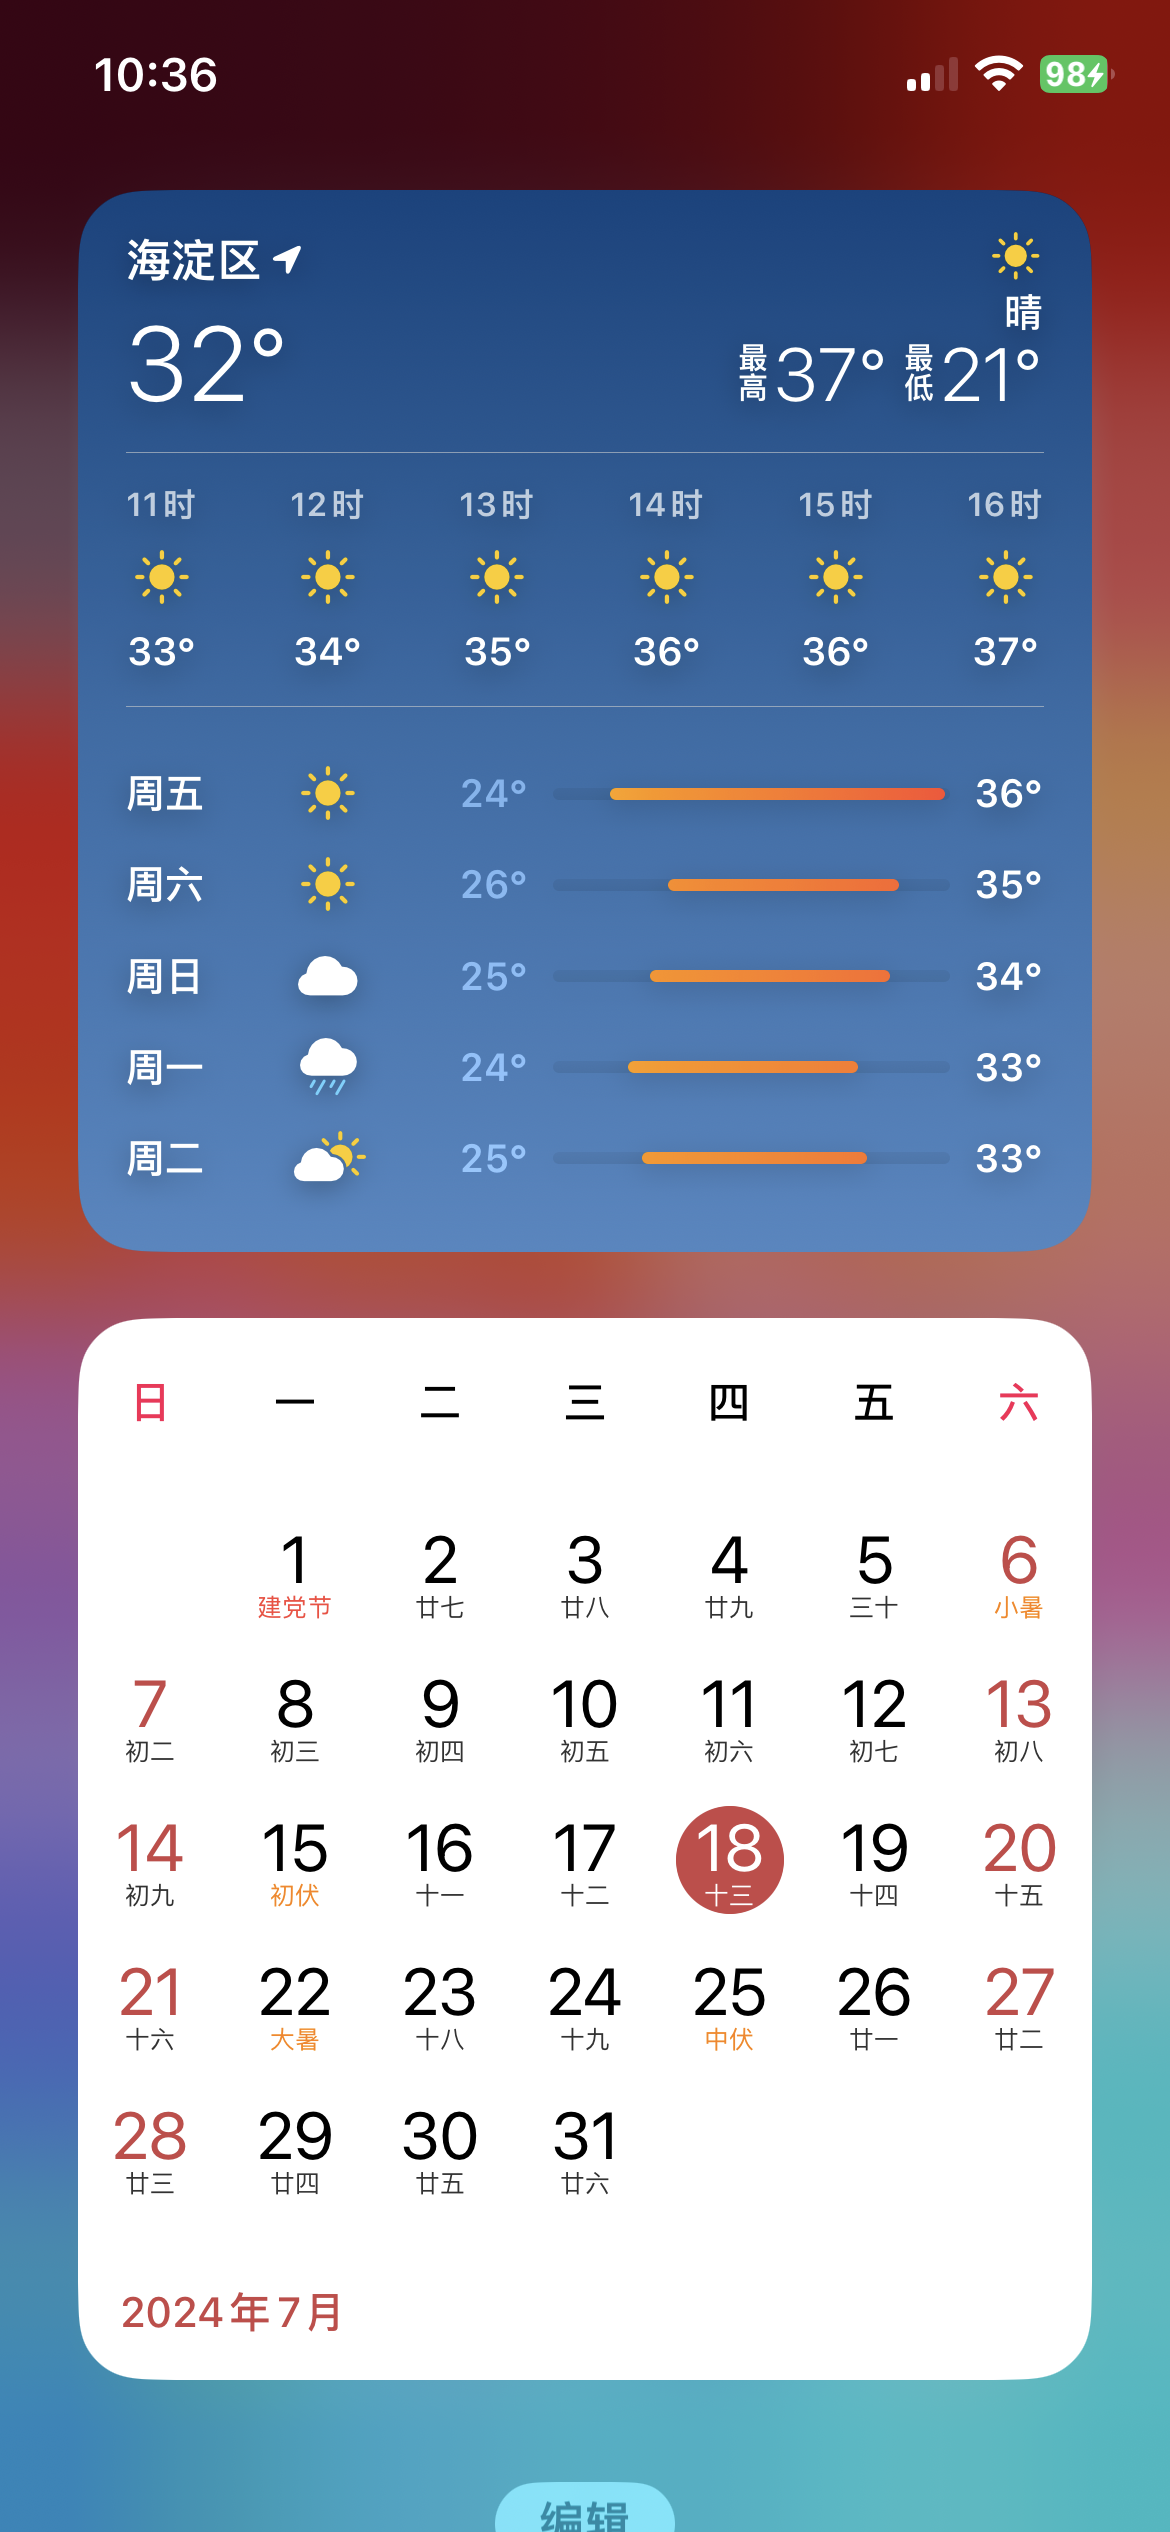 10:36 98
海淀区
32°
晴
最高37° 最低21°
11时 12时 13时 14时 15时 16时
33° 34° 35° 36° 36° 37°
周五 24° 36°
周六 26° 35°
周日 25° 34°
周一 24° 33°
周二 25° 33°
日 一 二 三 四 五 六
1 2 3 4 5 6
建党节 廿七 廿八 廿九 三十 小暑
7 8 9 10 11 12 13
初二 初三 初四 初五 初六 初七 初八
14 15 16 17 18 19 20
初九 初伏 十一 十二 十三 十四 十五
21 22 23 24 25 26 27
十六 大暑 十八 十九 中伏 廿一 廿二
28 29 30 31
廿三 廿四 廿五 廿六
2024年7月
编辑